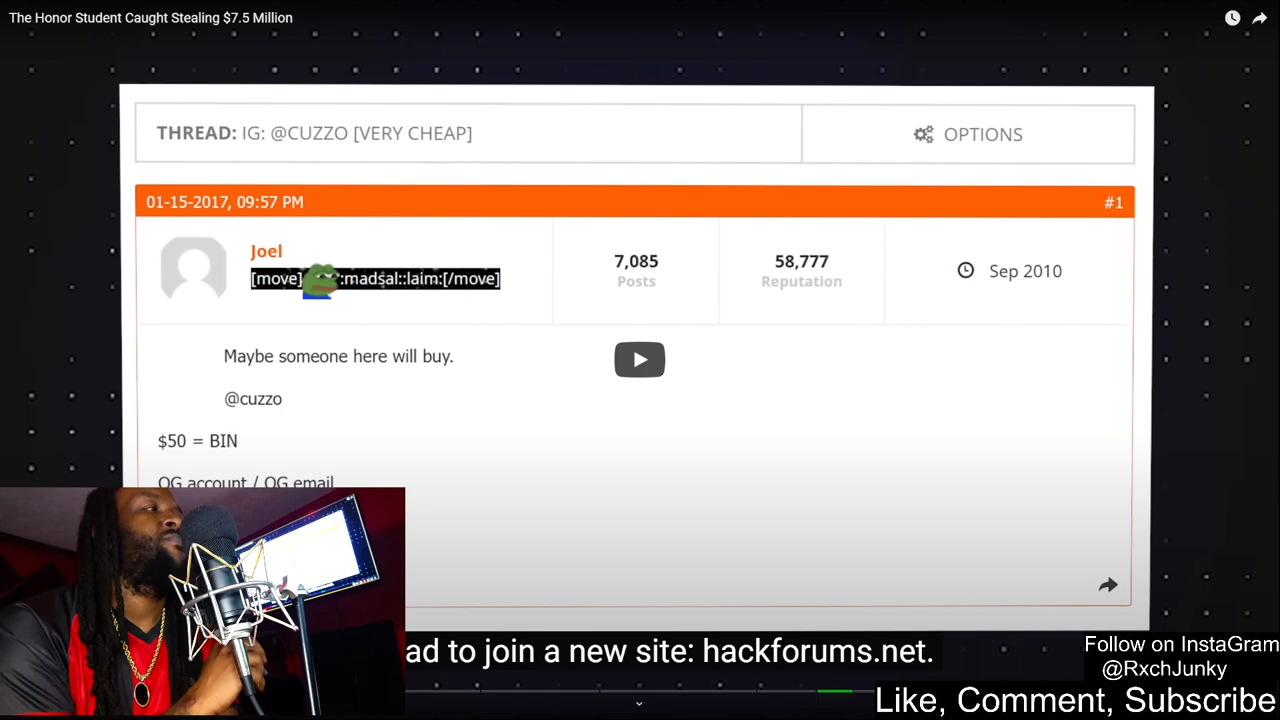 The Honor Student Caught Stealing $7.5 Million
THREAD: IG: @CUZZO [VERY CHEAP]
OPTIONS
01-15-2017, 09:57 PM
#1
Joel
[move] :madsal::laim:[/move]
7,085
Posts
58,777
Reputation
Sep 2010
Maybe someone here will buy.
@cuzzo
$50 = BIN
OG account / OG email
ad to join a new site: hackforums.net.
Follow on InstaGram
@RxchJunky
Like, Comment, Subscribe